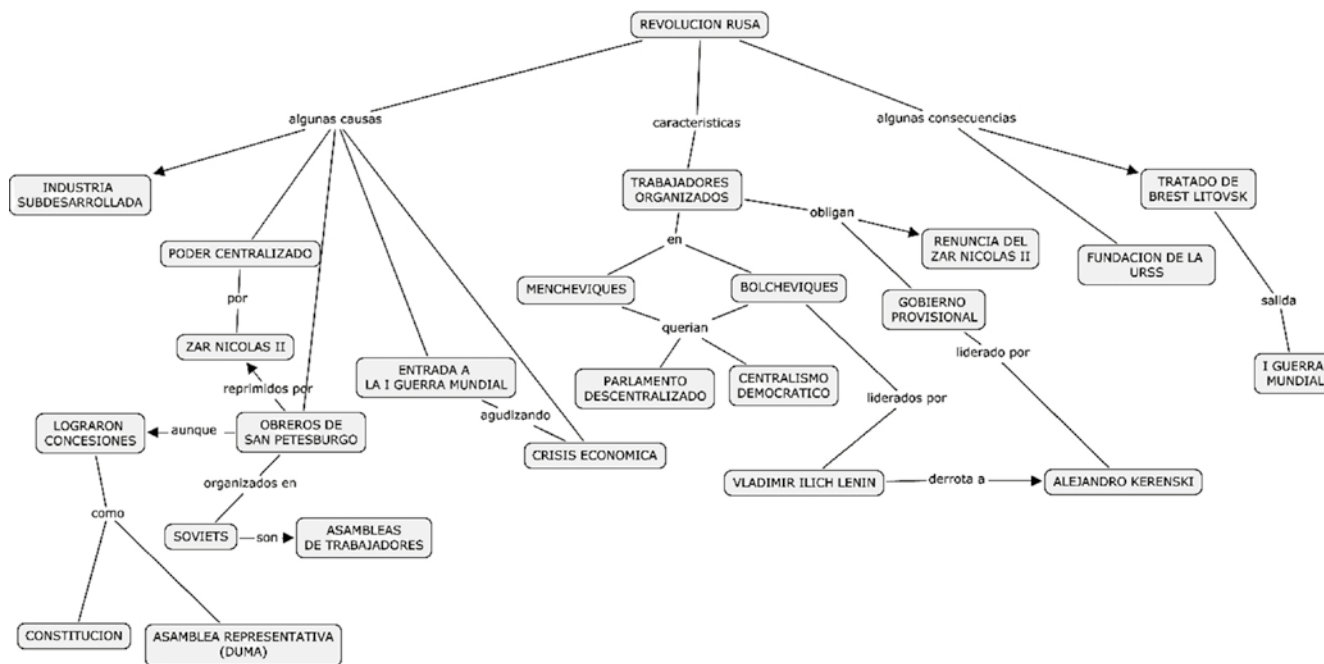 REVOLUCION RUSA
algunas causas
caracteristicas
algunas consecuencias
INDUSTRIA
SUBDESARROLLADA
TRABAJADORES
ORGANIZADOS
TRATADO DE
BREST LITOVSK
obligan
PODER CENTRALIZADO
en
RENUNCIA DEL
ZAR NICOLAS II
FUNDACION DE LA
URSS
por
MENCHEVIQUES
BOLCHEVIQUES
GOBIERNO
PROVISIONAL
salida
ZAR NICOLAS II
querian
liderado por
reprimidos por
ENTRADA A
LA I GUERRA MUNDIAL
PARLAMENTO
DESCENTRALIZADO
CENTRALISMO
DEMOCRATICO
I GUERRA
MUNDIAL
liderados por
LOGRARON
CONCESIONES
aunque
OBREROS DE
SAN PETESBURGO
agudizando
CRISIS ECONOMICA
organizados en
VLADIMIR ILICH LENIN
derrota a
ALEJANDRO KERENSKI
como
SOVIETS
son
ASAMBLEAS
DE TRABAJADORES
CONSTITUCION
ASAMBLEA REPRESENTATIVA
(DUMA)